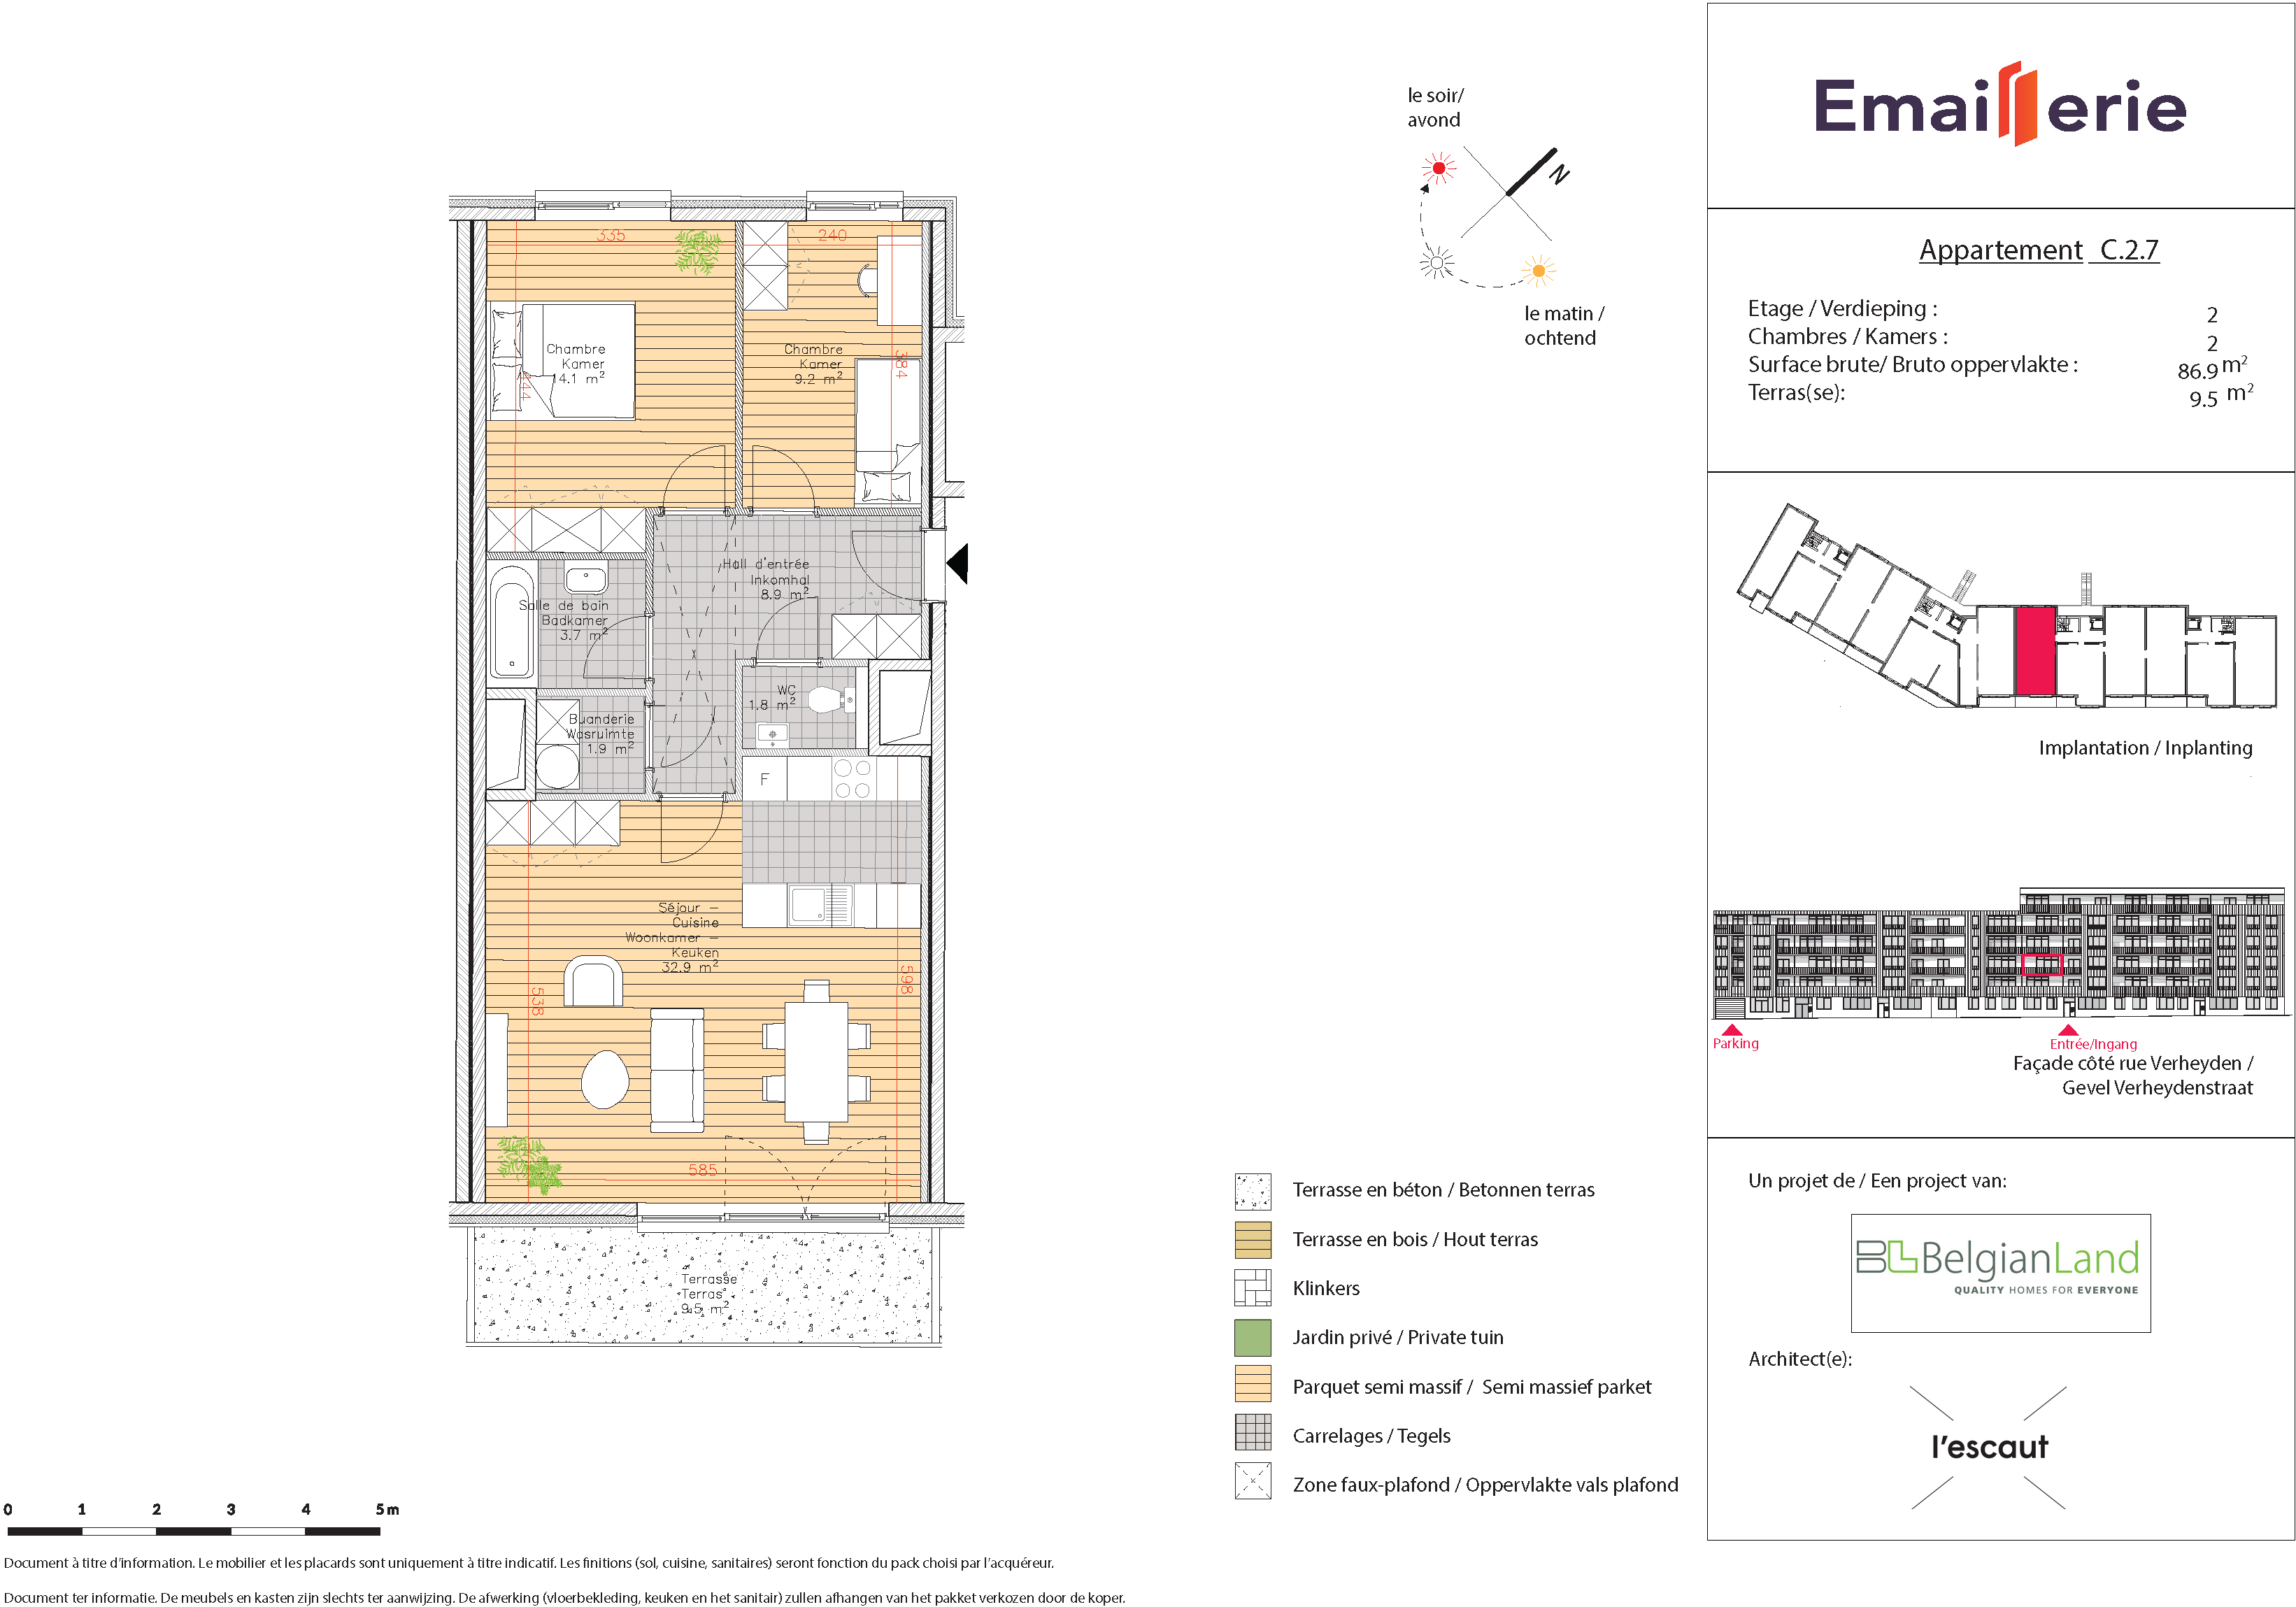 Emaillerie
Appartement C.2.7
Etage / Verdieping : 2
Chambres / Kamers : 2
Surface brute/ Bruto oppervlakte : 86.9 m²
Terras(se): 9.5 m²
le soir/
avond
N
le matin /
ochtend
335
240
Chambre
Kamer
14.1 m²
444
Chambre
Kamer
9.2 m²
384
Hall d'entrée
Inkomhal
8.9 m²
Salle de bain
Badkamer
3.7 m²
WC
1.8 m²
Buanderie
Wasruimte
1.9 m²
F
Séjour –
Cuisine
Woonkamer –
Keuken
32.9 m²
538
598
585
Terrasse
Terras
9.5 m²
Implantation / Inplanting
Parking
Entrée/Ingang
Façade côté rue Verheyden /
Gevel Verheydenstraat
Terrasse en béton / Betonnen terras
Terrasse en bois / Hout terras
Klinkers
Jardin privé / Private tuin
Parquet semi massif / Semi massief parket
Carrelages / Tegels
Zone faux-plafond / Oppervlakte vals plafond
Un projet de / Een project van:
BL BelgianLand
QUALITY HOMES FOR EVERYONE
Architect(e):
l'escaut
0 1 2 3 4 5 m
Document à titre d'information. Le mobilier et les placards sont uniquement à titre indicatif. Les finitions (sol, cuisine, sanitaires) seront fonction du pack choisi par l'acquéreur.
Document ter informatie. De meubels en kasten zijn slechts ter aanwijzing. De afwerking (vloerbekleding, keuken en het sanitair) zullen afhangen van het pakket verkozen door de koper.